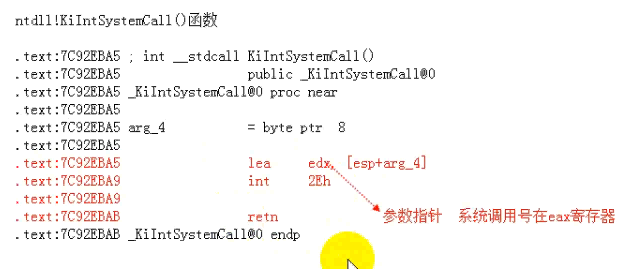 ntdll!KiIntSystemCall()函数
.text:7C92EBA5 ; int __stdcall KiIntSystemCall()
.text:7C92EBA5 public _KiIntSystemCall@0
.text:7C92EBA5 _KiIntSystemCall@0 proc near
.text:7C92EBA5
.text:7C92EBA5 arg_4 = byte ptr 8
.text:7C92EBA5
.text:7C92EBA5 lea edx, [esp+arg_4]
.text:7C92EBA9 int 2Eh
.text:7C92EBA9
.text:7C92EBAB retn 参数指针 系统调用号在eax寄存器
.text:7C92EBAB _KiIntSystemCall@0 endp